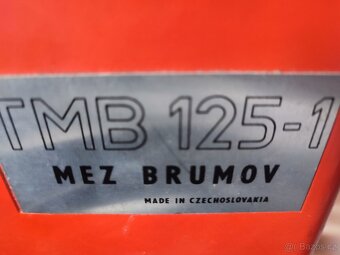 TMB 125-1
MEZ BRUMOV
MADE IN CZECHOSLOVAKIA